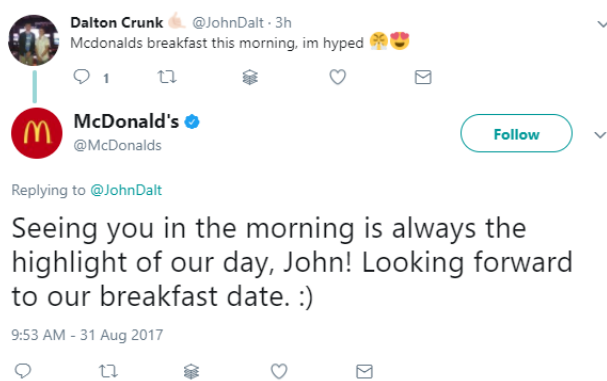 Dalton Crunk @JohnDalt · 3h
Mcdonalds breakfast this morning, im hyped 😤😍
1
McDonald's
@McDonalds
Follow
Replying to @JohnDalt
Seeing you in the morning is always the
highlight of our day, John! Looking forward
to our breakfast date. :)
9:53 AM - 31 Aug 2017